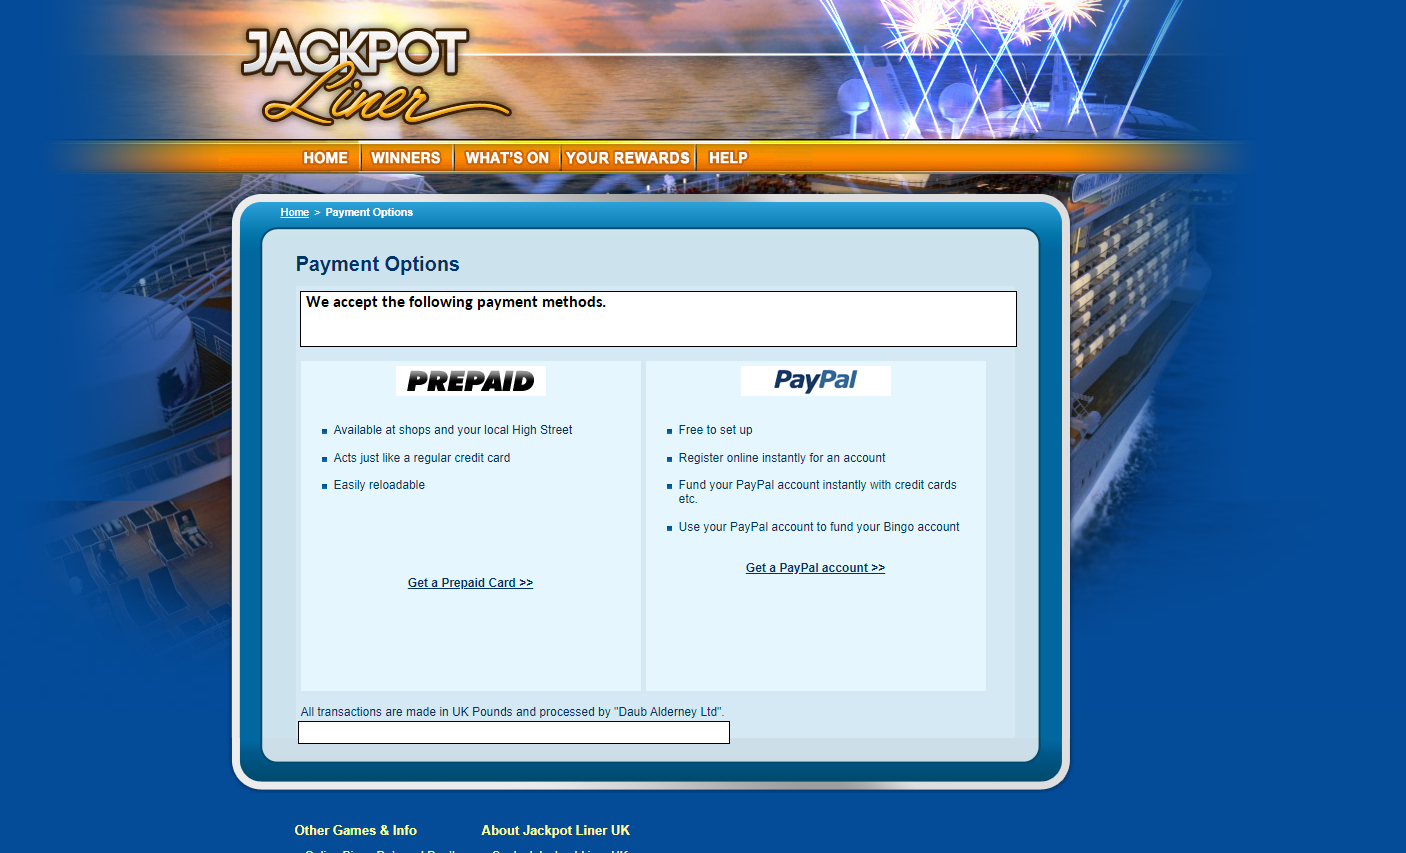 JACKPOT
Liner
HOME WINNERS WHAT'S ON YOUR REWARDS HELP
Home > Payment Options
Payment Options
We accept the following payment methods.
PREPAID
Available at shops and your local High Street
Acts just like a regular credit card
Easily reloadable
Get a Prepaid Card >>
PayPal
Free to set up
Register online instantly for an account
Fund your PayPal account instantly with credit cards
etc.
Use your PayPal account to fund your Bingo account
Get a PayPal account >>
All transactions are made in UK Pounds and processed by "Daub Alderney Ltd".
Other Games & Info About Jackpot Liner UK